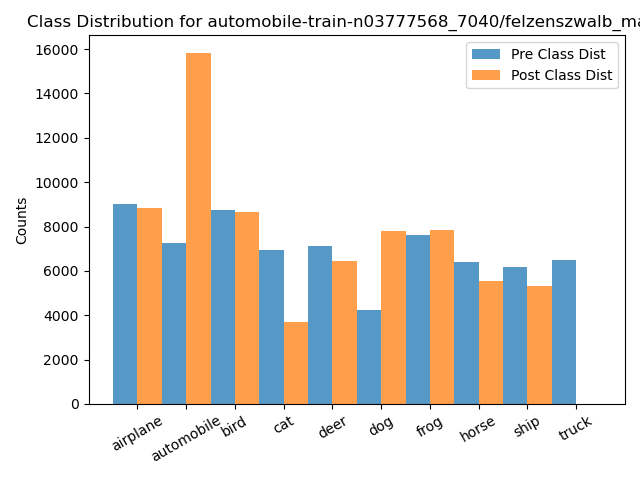 Class Distribution for automobile-train-n03777568_7040/felzenszwalb_ma
Pre Class Dist
Post Class Dist
Counts
16000
14000
12000
10000
8000
6000
4000
2000
0
airplane
automobile
bird
cat
deer
dog
frog
horse
ship
truck